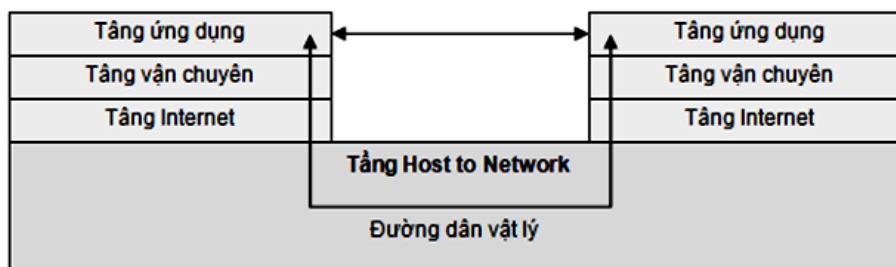 Tâng ứng dụng
Tâng vận chuyên
Tâng Internet
Tâng ứng dụng
Tâng vận chuyên
Tâng Internet
Tầng Host to Network
Đường dân vật lý